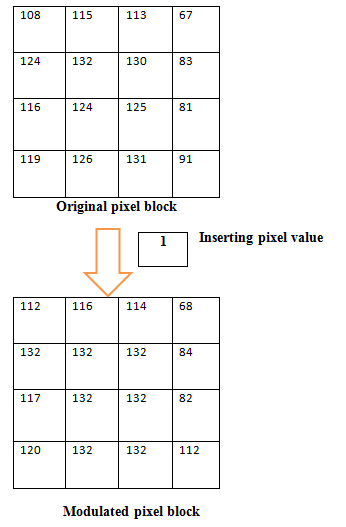 108 115 113 67
124 132 130 83
116 124 125 81
119 126 131 91
Original pixel block
1 Inserting pixel value
112 116 114 68
132 132 132 84
117 132 132 82
120 132 132 112
Modulated pixel block